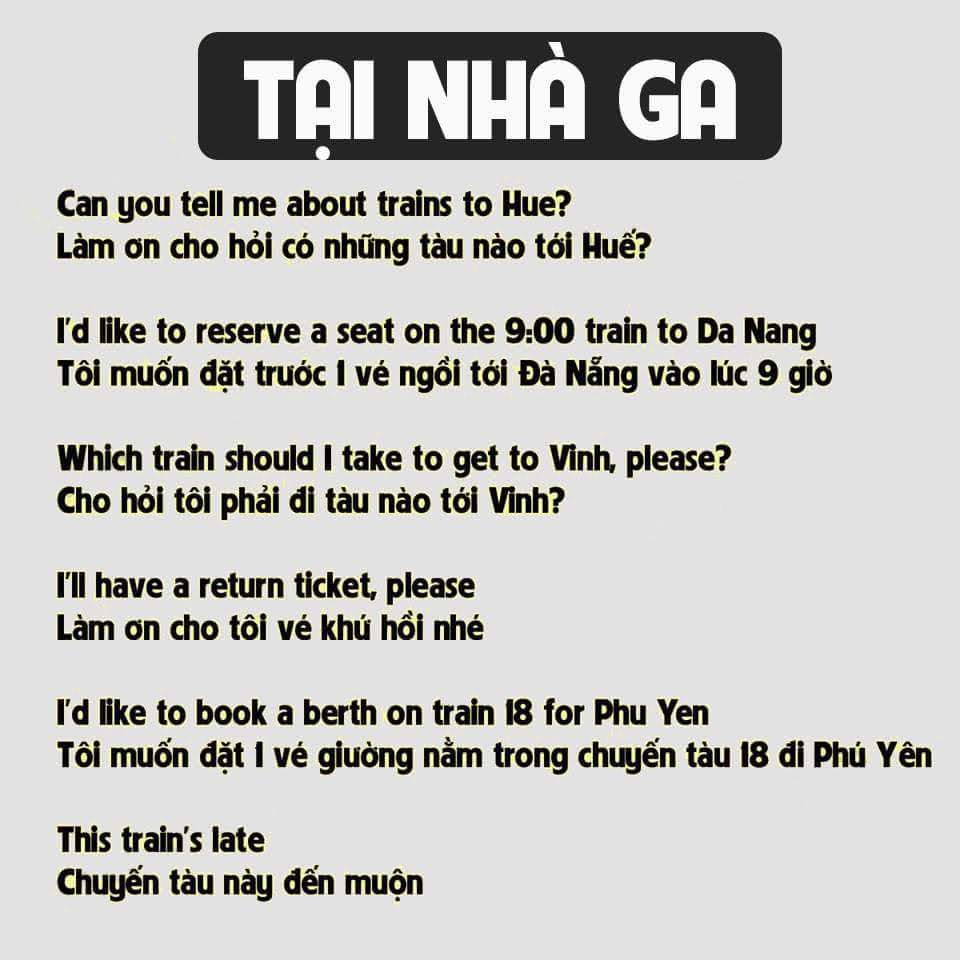 TẠI NHÀ GA
Can you tell me about trains to Hue?
Làm ơn cho hỏi có những tàu nào tới Huế?
I'd like to reserve a seat on the 9:00 train to Da Nang
Tôi muốn đặt trước 1 vé ngồi tới Đà Nẵng vào lúc 9 giờ
Which train should I take to get to Vinh, please?
Cho hỏi tôi phải đi tàu nào tới Vinh?
I'll have a return ticket, please
Làm ơn cho tôi vé khứ hồi nhé
I'd like to book a berth on train 18 for Phu Yen
Tôi muốn đặt 1 vé giường nằm trong chuyến tàu 18 đi Phú Yên
This train's late
Chuyến tàu này đến muộn